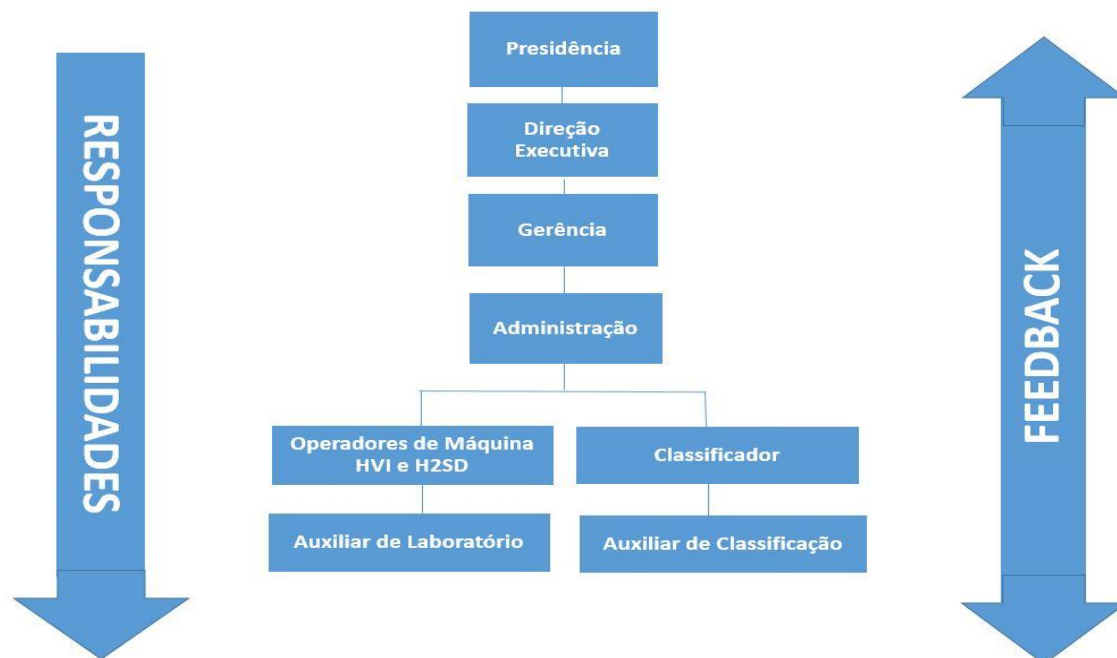 Presidência
Direção
Executiva
Gerência
Administração
Operadores de Máquina
HVI e H2SD
Classificador
Auxiliar de Laboratório
Auxiliar de Classificação
RESPONSABILIDADES
FEEDBACK